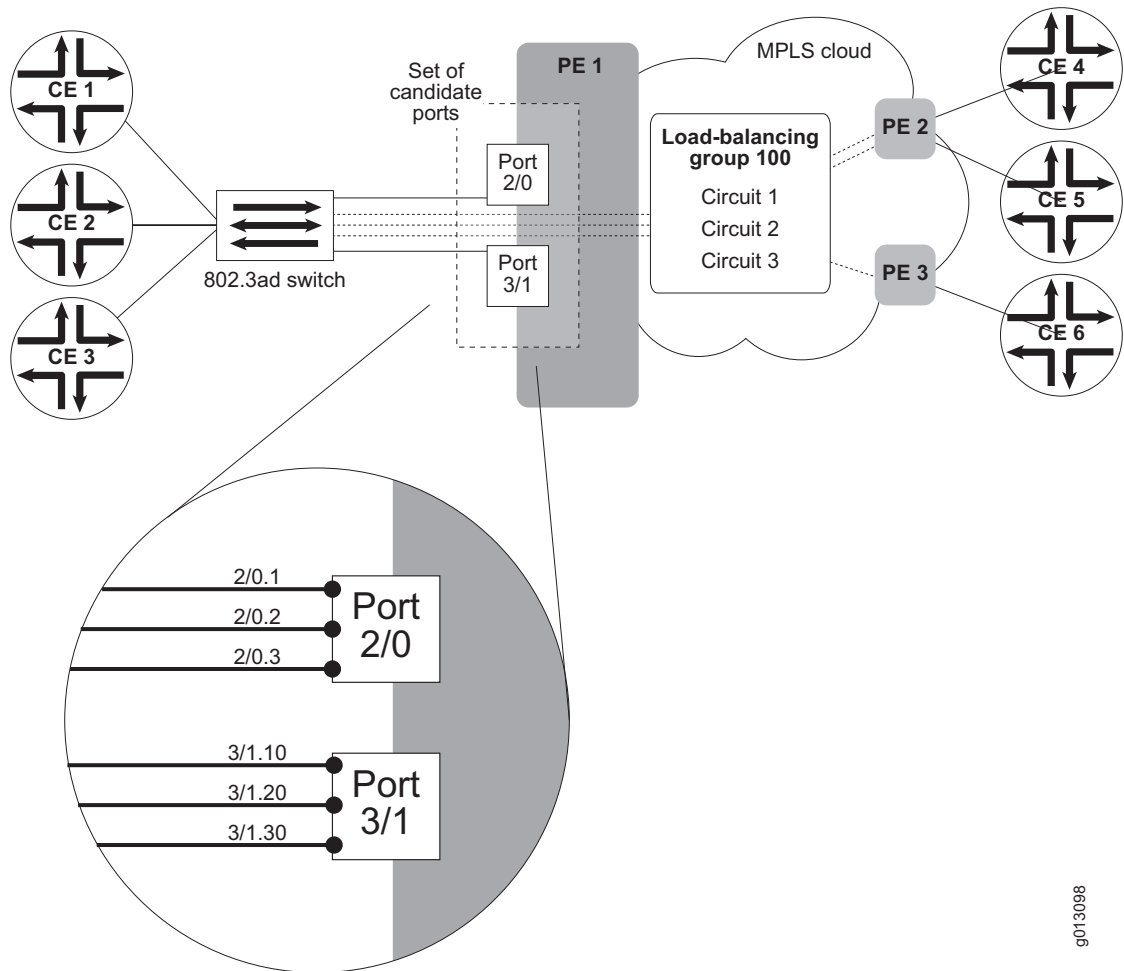 CE 1
CE 2
CE 3
802.3ad switch
Set of
candidate
ports
PE 1
Port
2/0
Port
3/1
MPLS cloud
Load-balancing
group 100
Circuit 1
Circuit 2
Circuit 3
PE 2
PE 3
CE 4
CE 5
CE 6
2/0.1
2/0.2
2/0.3
Port
2/0
3/1.10
3/1.20
3/1.30
Port
3/1
g013098